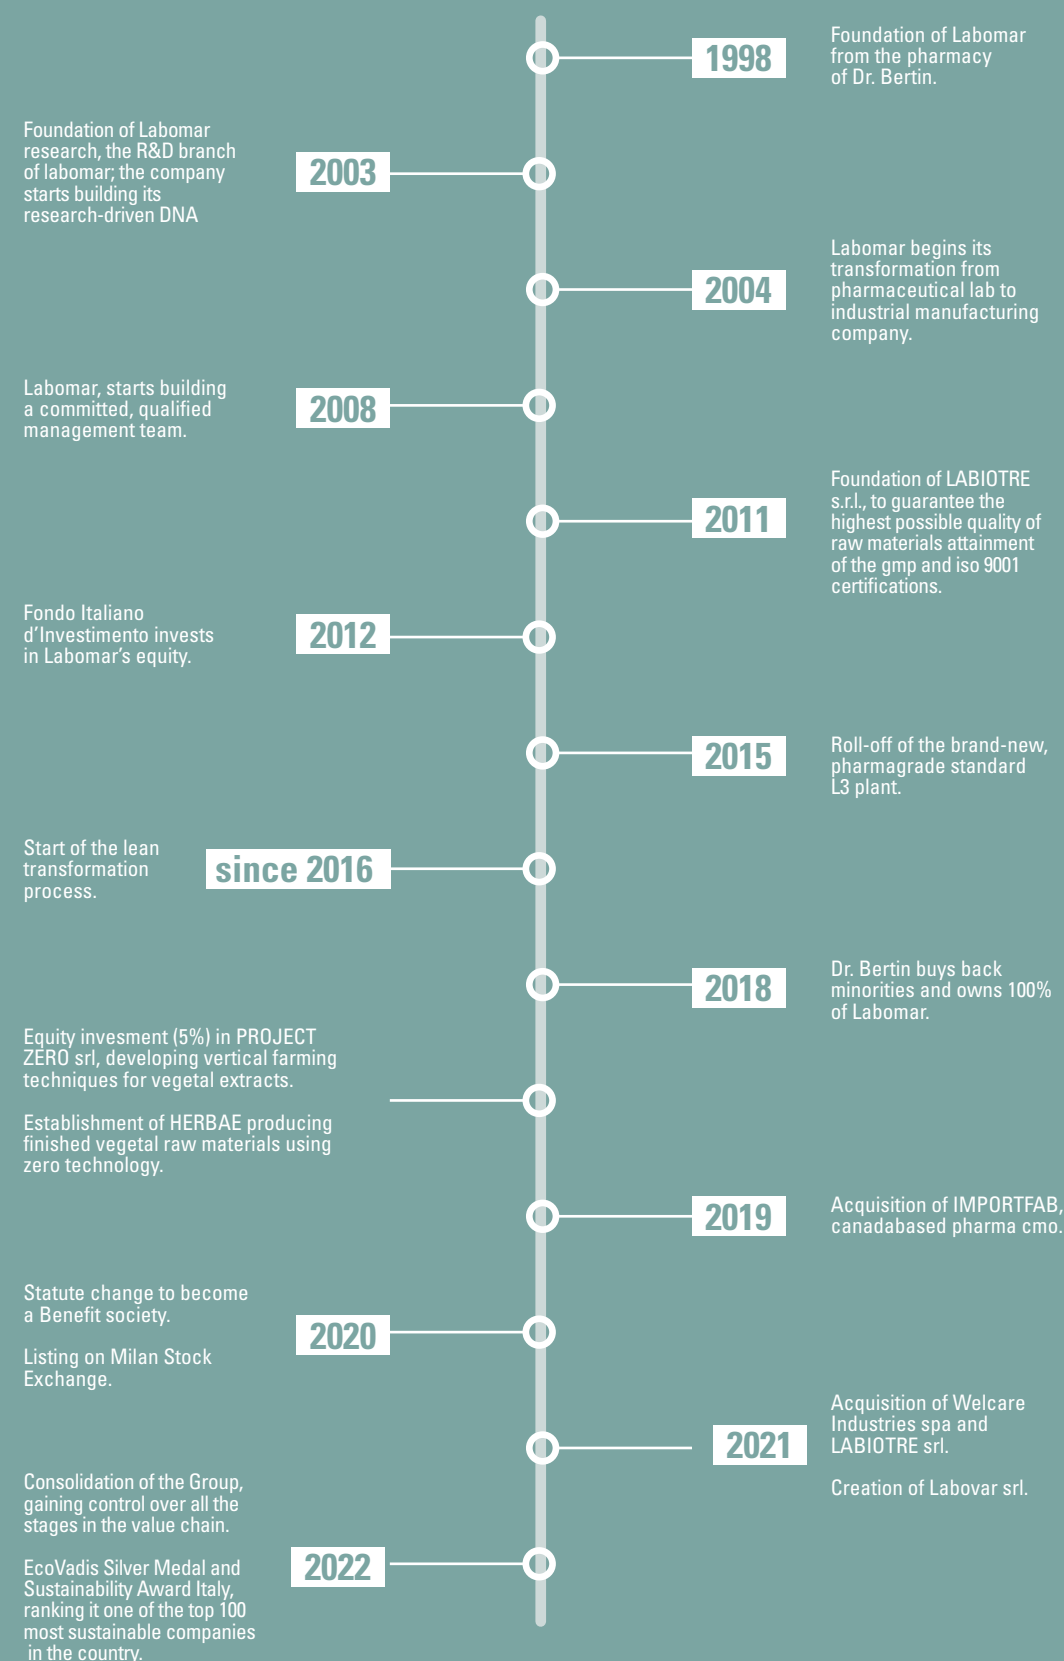 1998
Foundation of Labomar
from the pharmacy
of Dr. Bertin.
Foundation of Labomar
research, the R&D branch
of labomar; the company
starts building its
research-driven DNA
2003
2004
Labomar begins its
transformation from
pharmaceutical lab to
industrial manufacturing
company.
Labomar, starts building
a committed, qualified
management team.
2008
2011
Foundation of LABIOTRE
s.r.l., to guarantee the
highest possible quality of
raw materials attainment
of the gmp and iso 9001
certifications.
Fondo Italiano
d’Investimento invests
in Labomar’s equity.
2012
2015
Roll-off of the brand-new,
pharmagrade standard
L3 plant.
Start of the lean
transformation
process.
since 2016
2018
Dr. Bertin buys back
minorities and owns 100%
of Labomar.
Equity invesment (5%) in PROJECT
ZERO srl, developing vertical farming
techniques for vegetal extracts.
Establishment of HERBAE producing
finished vegetal raw materials using
zero technology.
2019
Acquisition of IMPORTFAB,
canadabased pharma cmo.
Statute change to become
a Benefit society.
Listing on Milan Stock
Exchange.
2020
2021
Acquisition of Welcare
Industries spa and
LABIOTRE srl.
Creation of Labovar srl.
Consolidation of the Group,
gaining control over all the
stages in the value chain.
EcoVadis Silver Medal and
Sustainability Award Italy,
ranking it one of the top 100
most sustainable companies
in the country.
2022